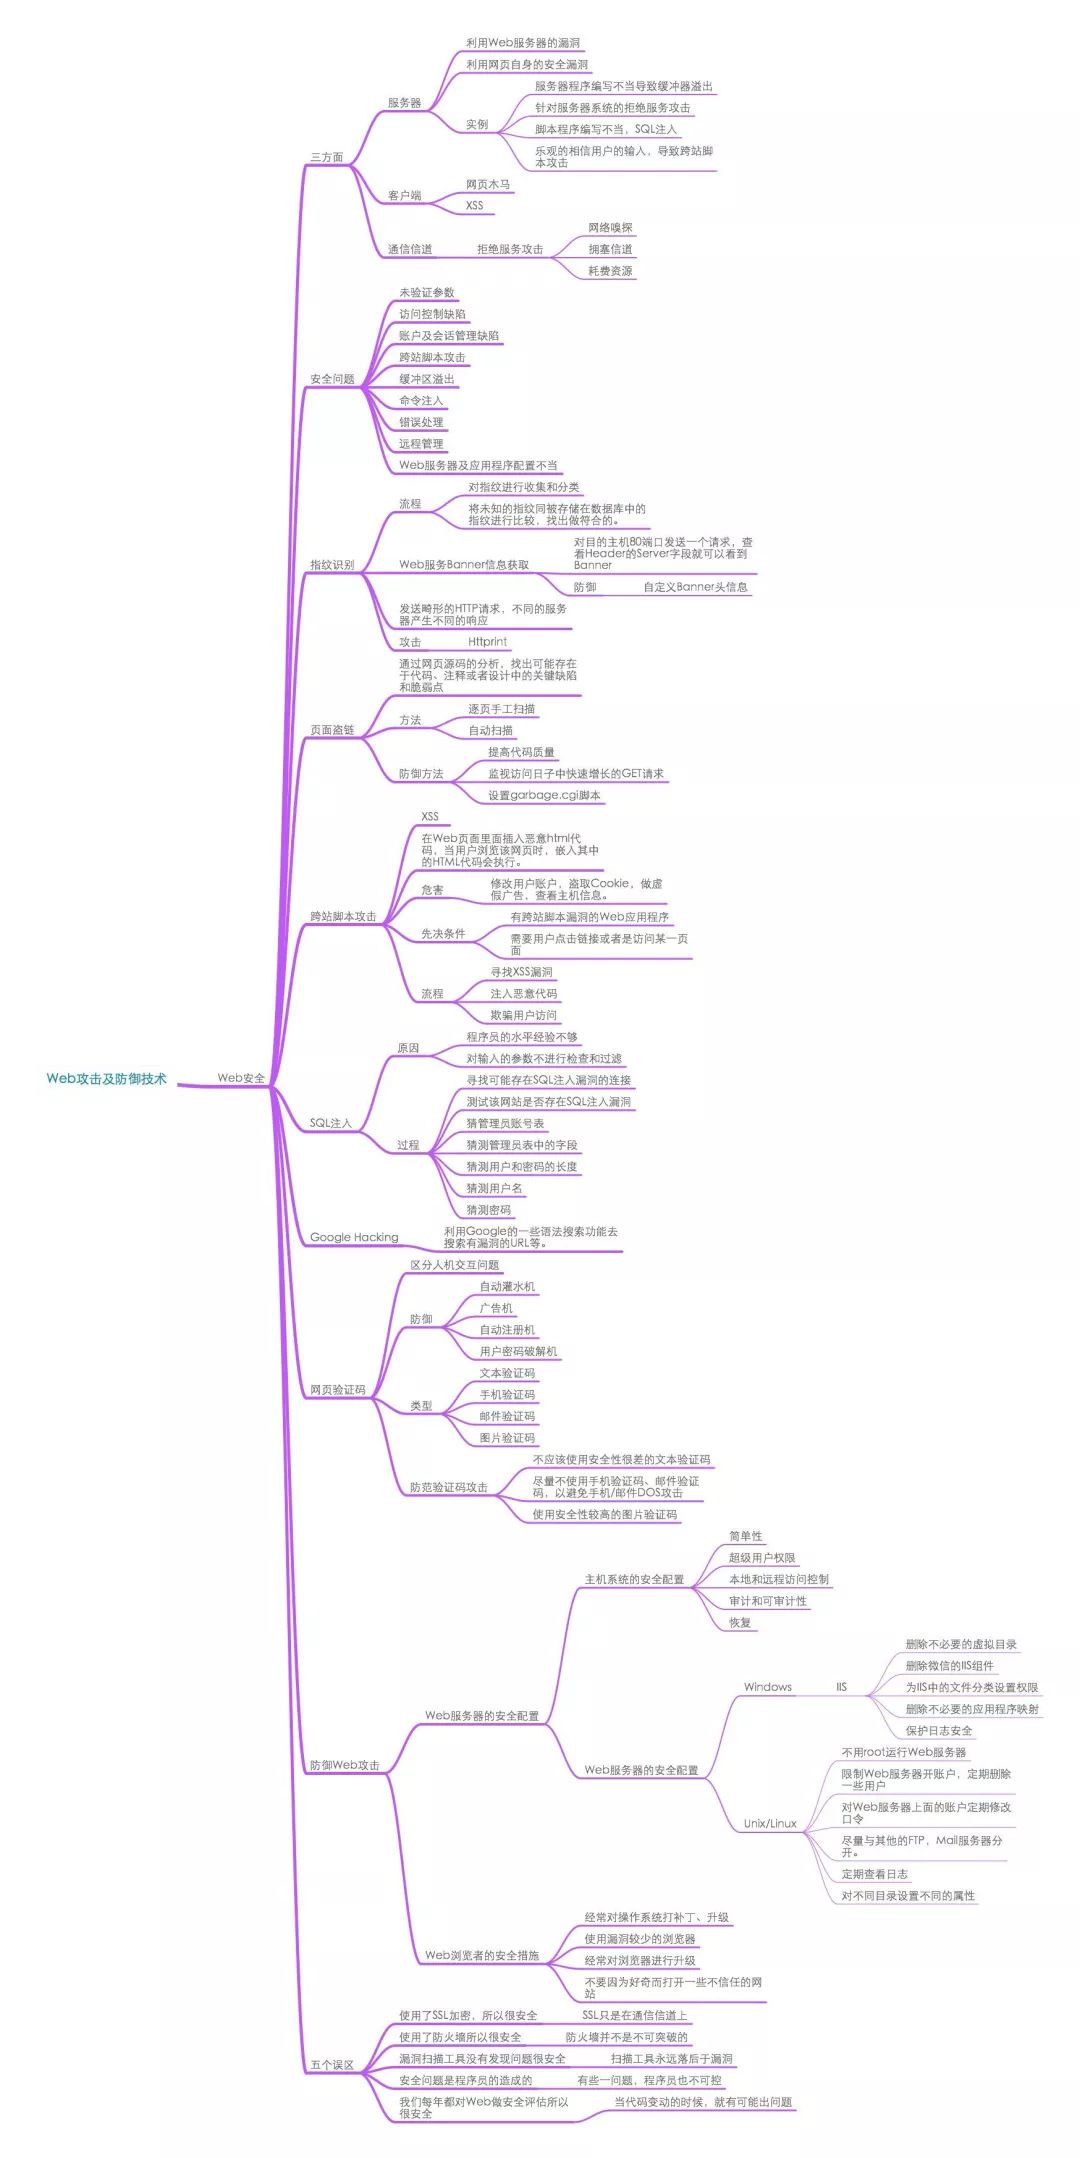 利用Web服务器的漏洞
利用网页自身的安全漏洞
服务器
服务器程序编写不当导致缓冲器溢出
针对服务器系统的拒绝服务攻击
实例
脚本程序编写不当，SQL注入
乐观的相信用户的输入，导致跨站脚
本攻击
三方面
网页木马
客户端
XSS
网络嗅探
通信信道
拒绝服务攻击
拥塞信道
耗费资源
未验证参数
访问控制缺陷
账户及会话管理缺陷
跨站脚本攻击
安全问题
缓冲区溢出
命令注入
错误处理
远程管理
Web服务器及应用程序配置不当
对指纹进行收集和分类
流程
将未知的指纹同被存储在数据库中的
指纹进行比较，找出做符合的。
对目的主机80端口发送一个请求，查
看Header的Server字段就可以看到
Banner
指纹识别
Web服务Banner信息获取
防御
自定义Banner头信息
发送畸形的HTTP请求，不同的服务
器产生不同的响应
攻击
Httprint
通过网页源码的分析，找出可能存在
于代码、注释或者设计中的关键缺陷
和脆弱点
页面盗链
逐页手工扫描
方法
自动扫描
提高代码质量
防御方法
监视访问日子中快速增长的GET请求
设置garbage.cgi脚本
XSS
在Web页面里面插入恶意html代
码，当用户浏览该网页时，嵌入其中
的HTML代码会执行。
危害
修改用户账户，盗取Cookie，做虚
假广告，查看主机信息。
跨站脚本攻击
有跨站脚本漏洞的Web应用程序
先决条件
需要用户点击链接或者是访问某一页
面
寻找XSS漏洞
流程
注入恶意代码
欺骗用户访问
程序员的水平经验不够
原因
对输入的参数不进行检查和过滤
Web攻击及防御技术
Web安全
寻找可能存在SQL注入漏洞的连接
测试该网站是否存在SQL注入漏洞
SQL注入
猜管理员账号表
过程
猜测管理员表中的字段
猜测用户和密码的长度
猜测用户名
猜测密码
Google Hacking
利用Google的一些语法搜索功能去
搜索有漏洞的URL等。
区分人机交互问题
自动灌水机
防御
广告机
自动注册机
用户密码破解机
网页验证码
文本验证码
类型
手机验证码
邮件验证码
图片验证码
不应该使用安全性很差的文本验证码
防范验证码攻击
尽量不使用手机验证码、邮件验证
码，以避免手机/邮件DOS攻击
使用安全性较高的图片验证码
简单性
超级用户权限
主机系统的安全配置
本地和远程访问控制
审计和可审计性
恢复
删除不必要的虚拟目录
删除微信的IIS组件
Windows
IIS
为IIS中的文件分类设置权限
删除不必要的应用程序映射
保护日志安全
Web服务器的安全配置
防御Web攻击
Web服务器的安全配置
不用root运行Web服务器
限制Web服务器开账户，定期删除
一些用户
对Web服务器上面的账户定期修改
口令
Unix/Linux
尽量与其他的FTP，Mail服务器分
开。
定期查看日志
对不同目录设置不同的属性
经常对操作系统打补丁、升级
使用漏洞较少的浏览器
Web浏览者的安全措施
经常对浏览器进行升级
不要因为好奇而打开一些不信任的网
站
使用了SSL加密，所以很安全
SSL只是在通信信道上
使用了防火墙所以很安全
防火墙并不是不可突破的
五个误区
漏洞扫描工具没有发现问题很安全
扫描工具永远落后于漏洞
安全问题是程序员的造成的
有些一问题，程序员也不可控
我们每年都对Web做安全评估所以
很安全
当代码变动的时候，就有可能出问题